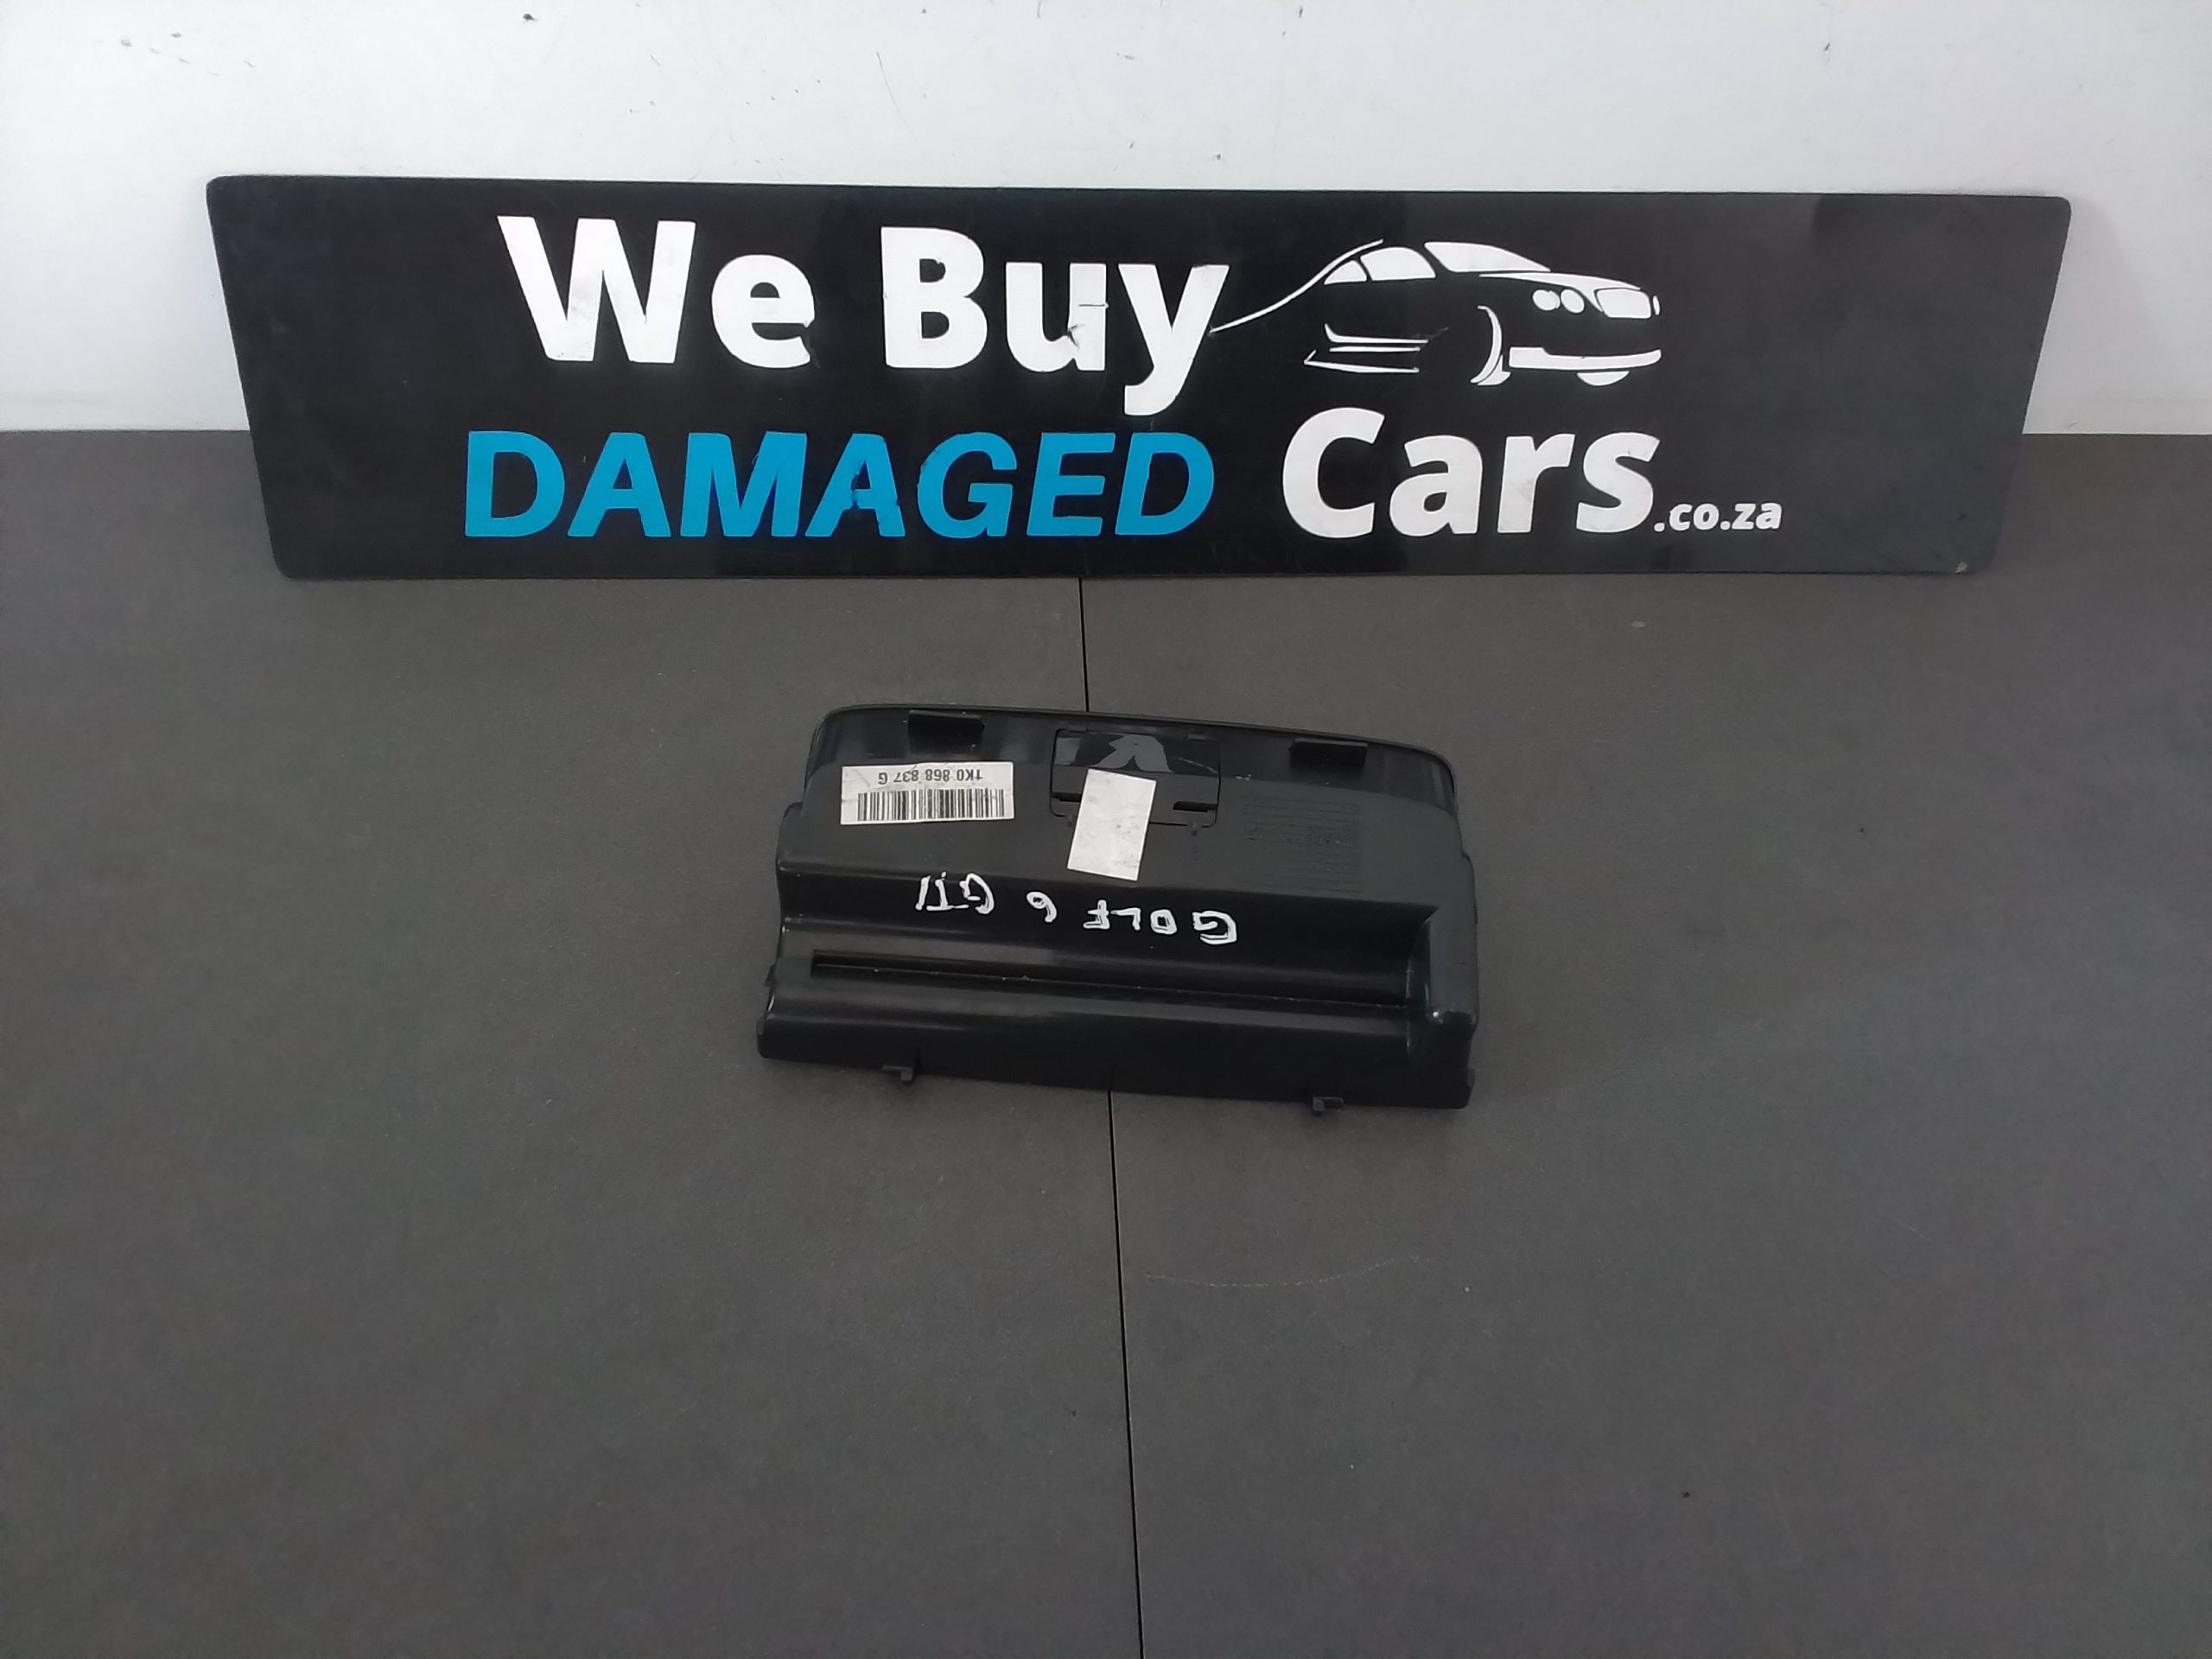 We Buy
DAMAGED Cars.co.za
1K0 868 837 G
GOLF 6 GTI